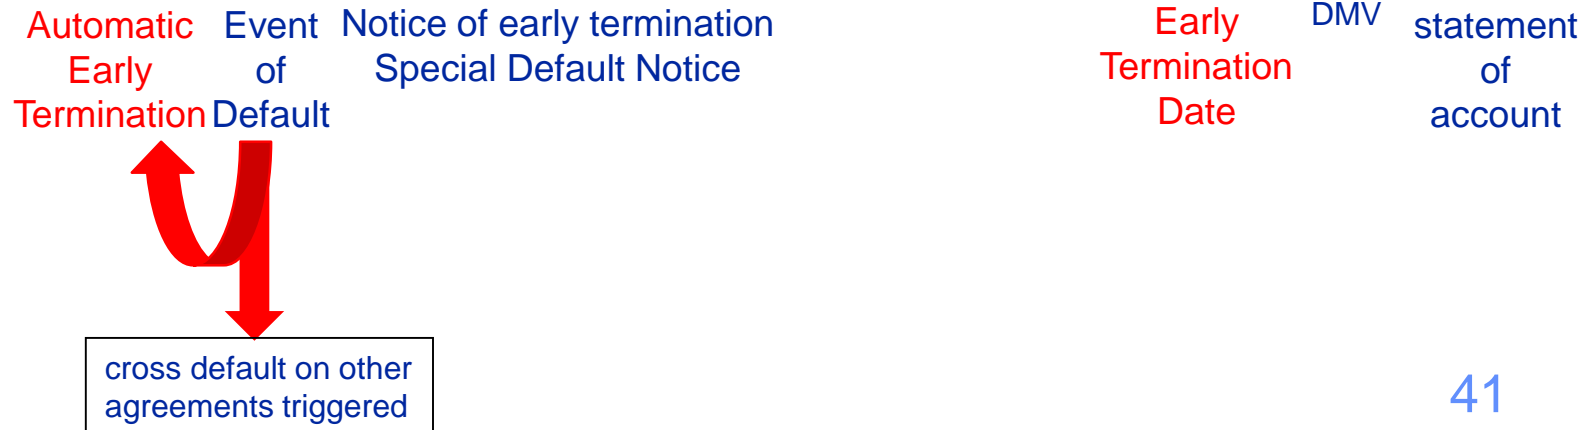 Automatic
Early
Termination
Event
of
Default
Notice of early termination
Special Default Notice
Early
Termination
Date
DMV
statement
of
account
cross default on other
agreements triggered
41